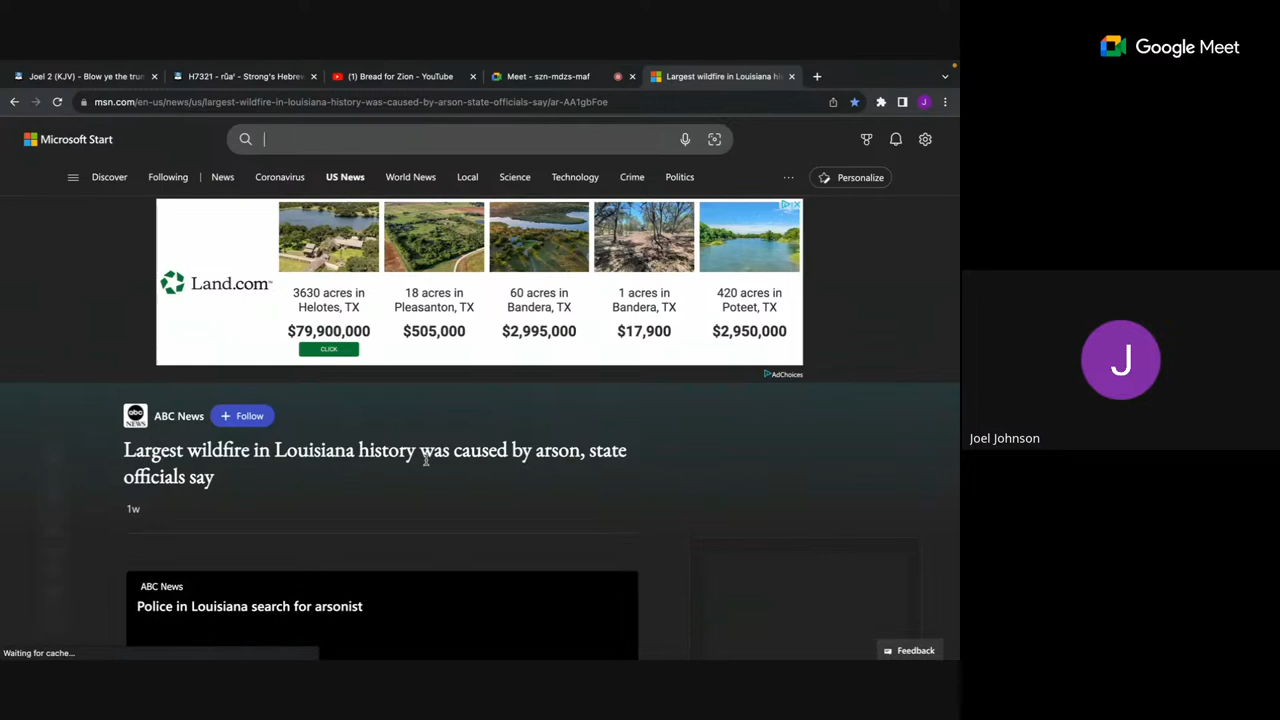 Google Meet
Joel 2 (KJV) - Blow ye the trun
H7321 - rûaʿ - Strong's Hebrew
(1) Bread for Zion - YouTube
Meet - szn-mdzs-maf
Largest wildfire in Louisiana his
msn.com/en-us/news/us/largest-wildfire-in-louisiana-history-was-caused-by-arson-state-officials-say/ar-AA1gbFoe
J
Microsoft Start
Discover
Following
News
Coronavirus
US News
World News
Local
Science
Technology
Crime
Politics
Personalize
Land.com™
3630 acres in
Helotes, TX
$79,900,000
CLICK
18 acres in
Pleasanton, TX
$505,000
60 acres in
Bandera, TX
$2,995,000
1 acres in
Bandera, TX
$17,900
420 acres in
Poteet, TX
$2,950,000
AdChoices
abc NEWS
ABC News
+ Follow
Largest wildfire in Louisiana history was caused by arson, state
officials say
1w
ABC News
Police in Louisiana search for arsonist
Waiting for cache...
Feedback
J
Joel Johnson